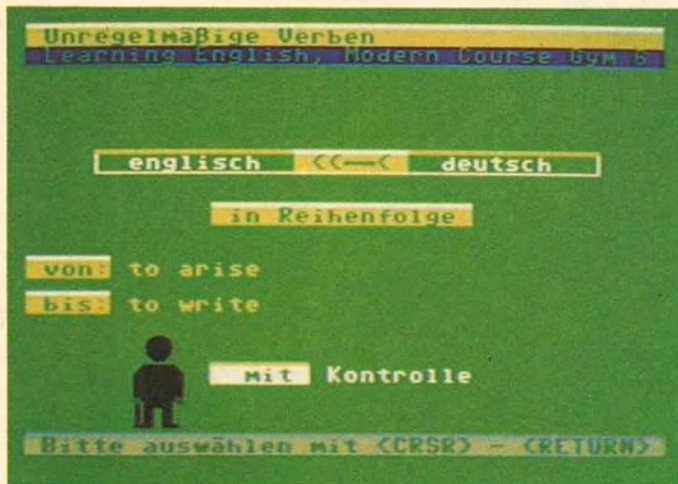 Unregelmäßige Verben
Learning English, Modern Course Gym 6
englisch <<—< deutsch
in Reihenfolge
von: to arise
bis: to write
mit Kontrolle
Bitte auswählen mit <CRSR> - <RETURN>